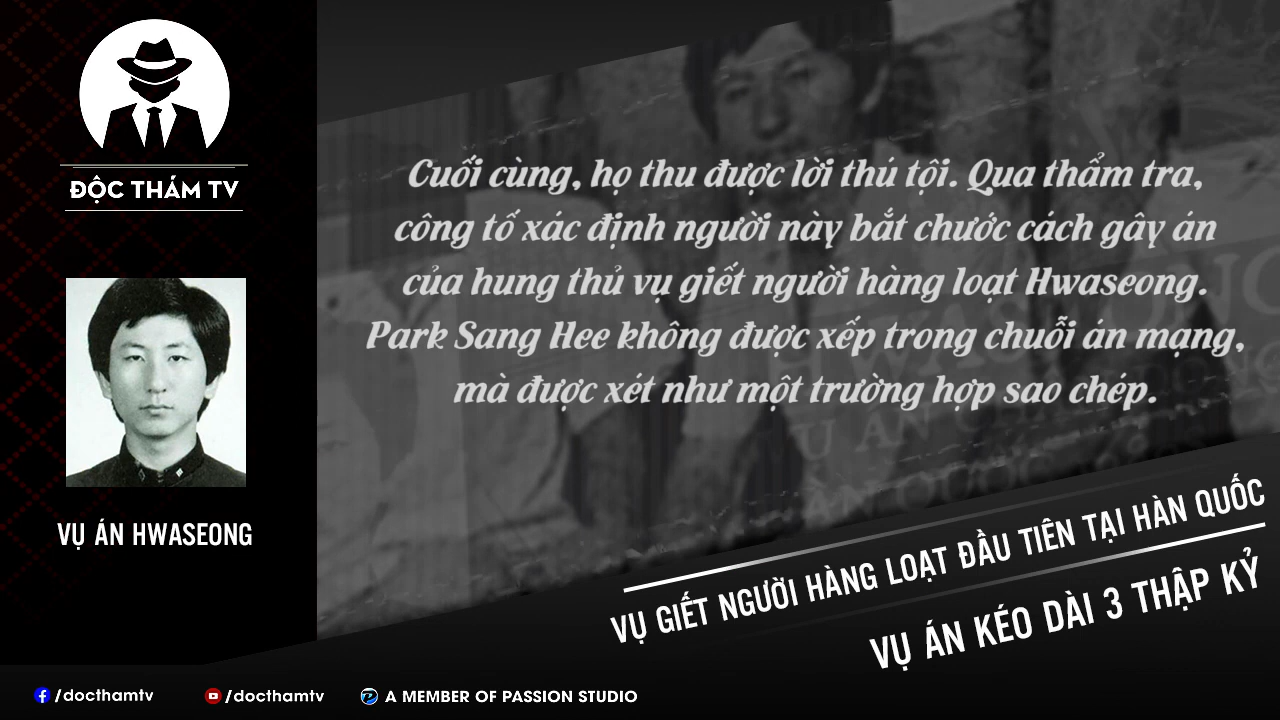 ĐỘC THÁM TV
VỤ ÁN HWASEONG
Cuối cùng, họ thu được lời thú tội. Qua thẩm tra,
công tố xác định người này bắt chước cách gây án
của hung thủ vụ giết người hàng loạt Hwaseong.
Park Sang Hee không được xếp trong chuỗi án mạng,
mà được xét như một trường hợp sao chép.
VỤ GIẾT NGƯỜI HÀNG LOẠT ĐẦU TIÊN TẠI HÀN QUỐC
VỤ ÁN KÉO DÀI 3 THẬP KỶ
/docthamtv
/docthamtv
A MEMBER OF PASSION STUDIO